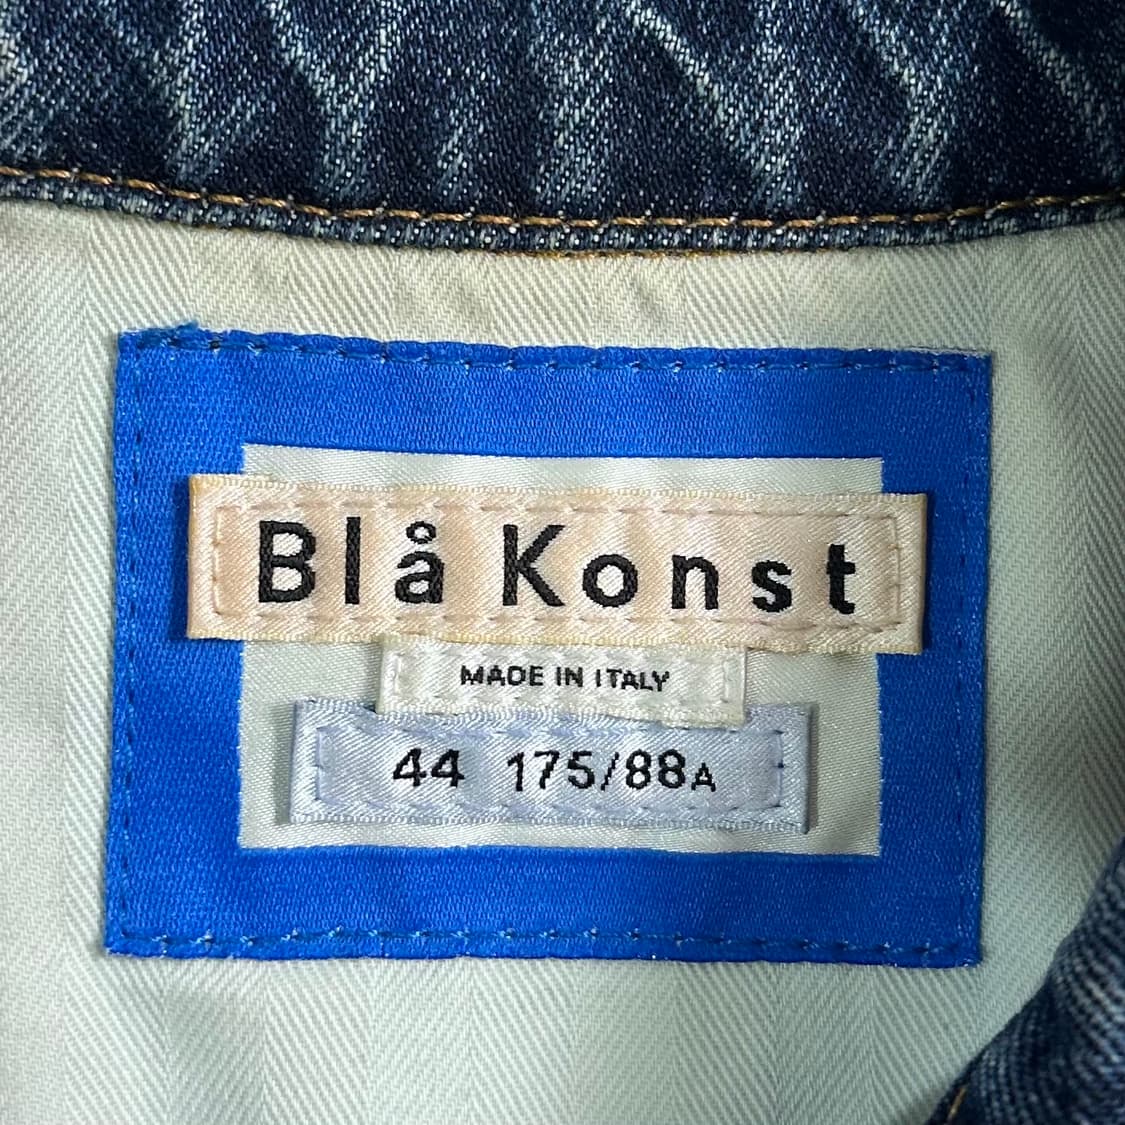 Blå Konst
MADE IN ITALY
44 175/88A